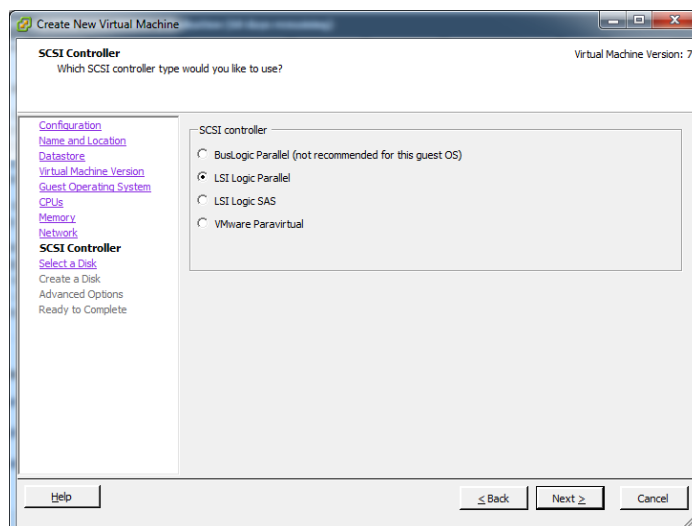 Create New Virtual Machine
SCSI Controller
Which SCSI controller type would you like to use?
Virtual Machine Version: 7
Configuration
Name and Location
Datastore
Virtual Machine Version
Guest Operating System
CPUs
Memory
Network
SCSI Controller
Select a Disk
Create a Disk
Advanced Options
Ready to Complete
SCSI controller
BusLogic Parallel (not recommended for this guest OS)
LSI Logic Parallel
LSI Logic SAS
VMware Paravirtual
Help
< Back
Next >
Cancel